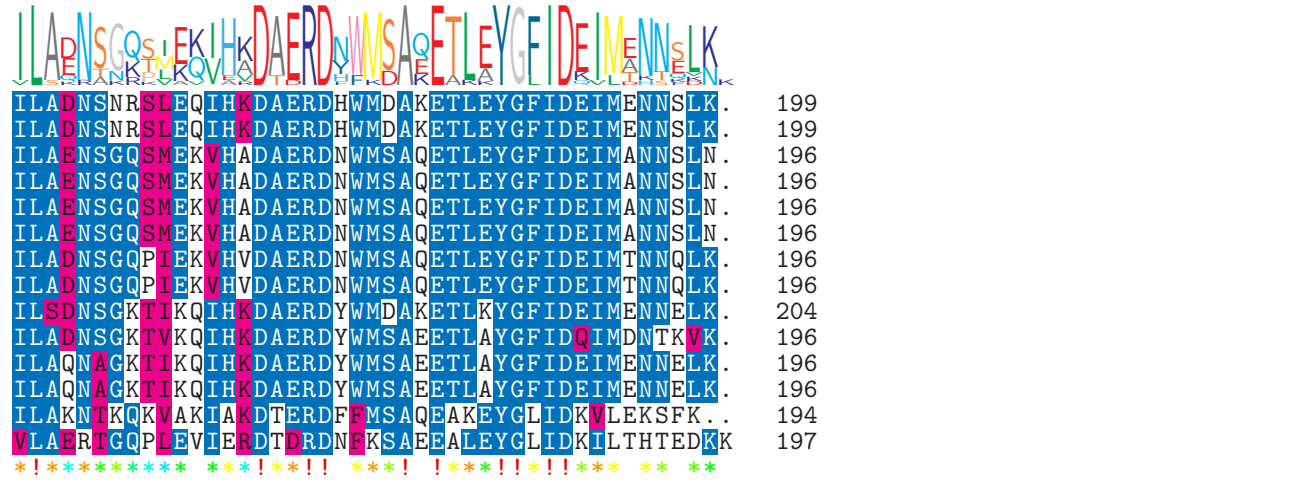 ILADNSGQSIEKIHKDAERDNWMSAQETLEYGFIDEIMENNSLK
ILADNSNRSLEQIHKDAERDHWMDAKETLEYGFIDEIMENNSLK. 199
ILADNSNRSLEQIHKDAERDHWMDAKETLEYGFIDEIMENNSLK. 199
ILAENSGQSMEKVHADAERDNWMSAQETLEYGFIDEIMANNSLN. 196
ILAENSGQSMEKVHADAERDNWMSAQETLEYGFIDEIMANNSLN. 196
ILAENSGQSMEKVHADAERDNWMSAQETLEYGFIDEIMANNSLN. 196
ILAENSGQSMEKVHADAERDNWMSAQETLEYGFIDEIMANNSLN. 196
ILADNSGQPIEKVHVDAERDNWMSAQETLEYGFIDEIMTNNQLK. 196
ILADNSGQPIEKVHVDAERDNWMSAQETLEYGFIDEIMTNNQLK. 196
ILSDNSGKTIKQIHKDAERDYWMDAKETLKYGFIDEIMENNELK. 204
ILADNSGKTVKQIHKDAERDYWMSAEETLAYGFIDQIMDNTKVK. 196
ILAQNAGKTIKQIHKDAERDYWMSAEETLAYGFIDEIMENNELK. 196
ILAQNAGKTIKQIHKDAERDYWMSAEETLAYGFIDEIMENNELK. 196
ILAKNTKQKVAKIAKDTERDFFMSAQEAKEYGLIDKVLEKSFK.. 194
VLAERTGQPLEVIERDTDRDNFKSAEEALEYGLIDKILTHTEDKK 197
*!********* ***!**!! ***! !***!!*!!*** ** **